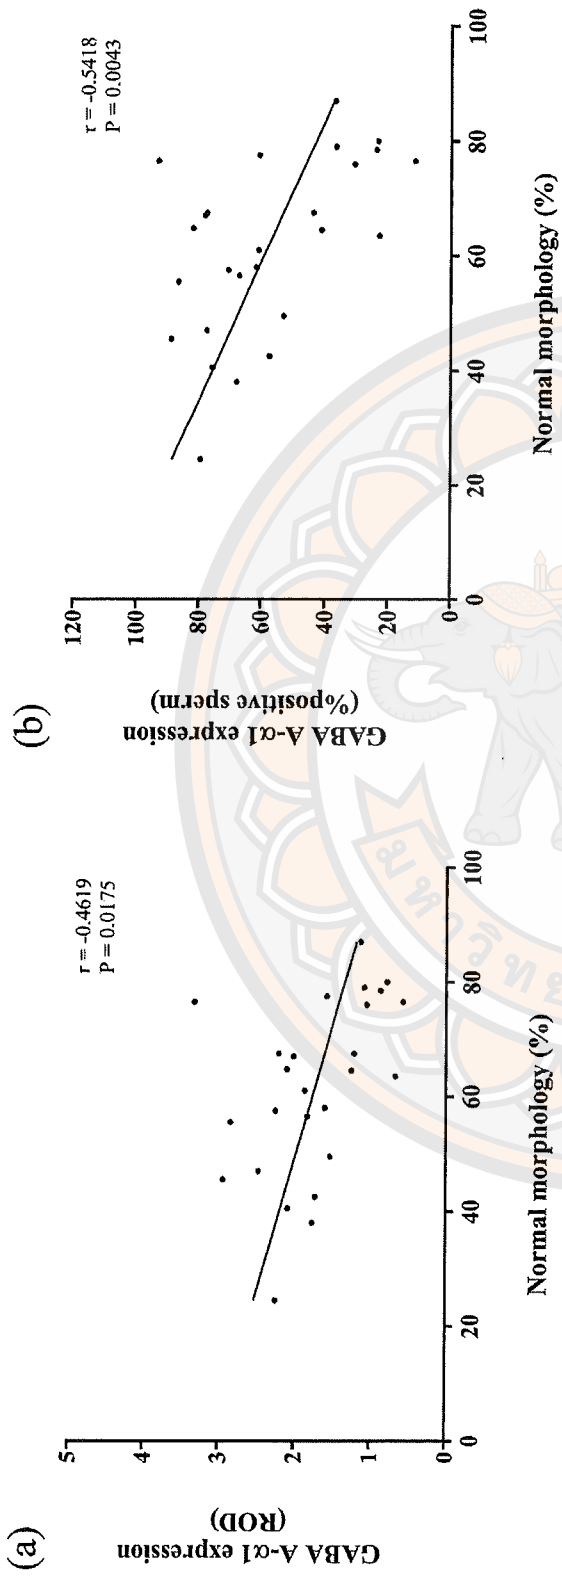 (a)
GABA A-α1 expression
(ROD)
5
4
3
2
1
0
0
20
40
60
80
100
Normal morphology (%)
r = -0.4619
P = 0.0175
(b)
GABA A-α1 expression
(%positive sperm)
120
100
80
60
40
20
0
0
20
40
60
80
100
Normal morphology (%)
r = -0.5418
P = 0.0043